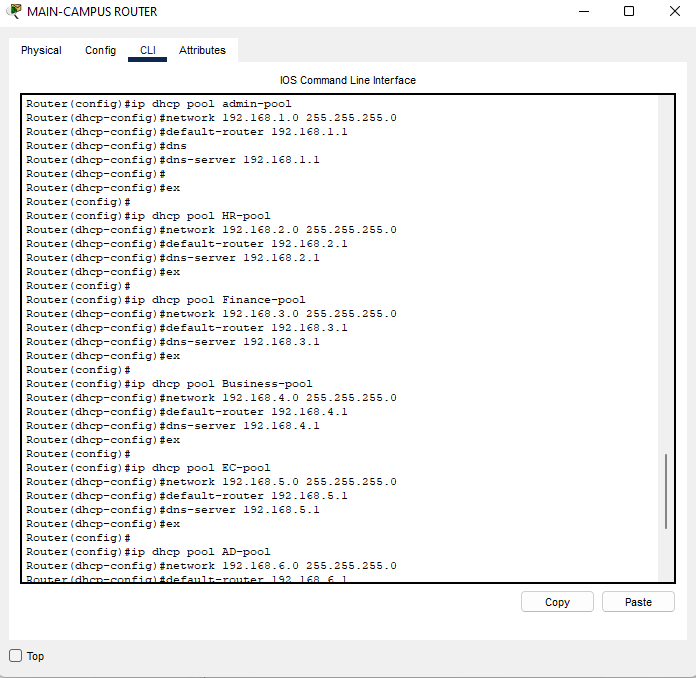 MAIN-CAMPUS ROUTER
Physical Config CLI Attributes
IOS Command Line Interface
Router(config)#ip dhcp pool admin-pool
Router(dhcp-config)#network 192.168.1.0 255.255.255.0
Router(dhcp-config)#default-router 192.168.1.1
Router(dhcp-config)#dns
Router(dhcp-config)#dns-server 192.168.1.1
Router(dhcp-config)#
Router(dhcp-config)#ex
Router(config)#
Router(config)#ip dhcp pool HR-pool
Router(dhcp-config)#network 192.168.2.0 255.255.255.0
Router(dhcp-config)#default-router 192.168.2.1
Router(dhcp-config)#dns-server 192.168.2.1
Router(dhcp-config)#ex
Router(config)#
Router(config)#ip dhcp pool Finance-pool
Router(dhcp-config)#network 192.168.3.0 255.255.255.0
Router(dhcp-config)#default-router 192.168.3.1
Router(dhcp-config)#dns-server 192.168.3.1
Router(dhcp-config)#ex
Router(config)#
Router(config)#ip dhcp pool Business-pool
Router(dhcp-config)#network 192.168.4.0 255.255.255.0
Router(dhcp-config)#default-router 192.168.4.1
Router(dhcp-config)#dns-server 192.168.4.1
Router(dhcp-config)#ex
Router(config)#
Router(config)#ip dhcp pool EC-pool
Router(dhcp-config)#network 192.168.5.0 255.255.255.0
Router(dhcp-config)#default-router 192.168.5.1
Router(dhcp-config)#dns-server 192.168.5.1
Router(dhcp-config)#ex
Router(config)#
Router(config)#ip dhcp pool AD-pool
Router(dhcp-config)#network 192.168.6.0 255.255.255.0
Router(dhcp-config)#default-router 192.168.6.1
Copy Paste
Top